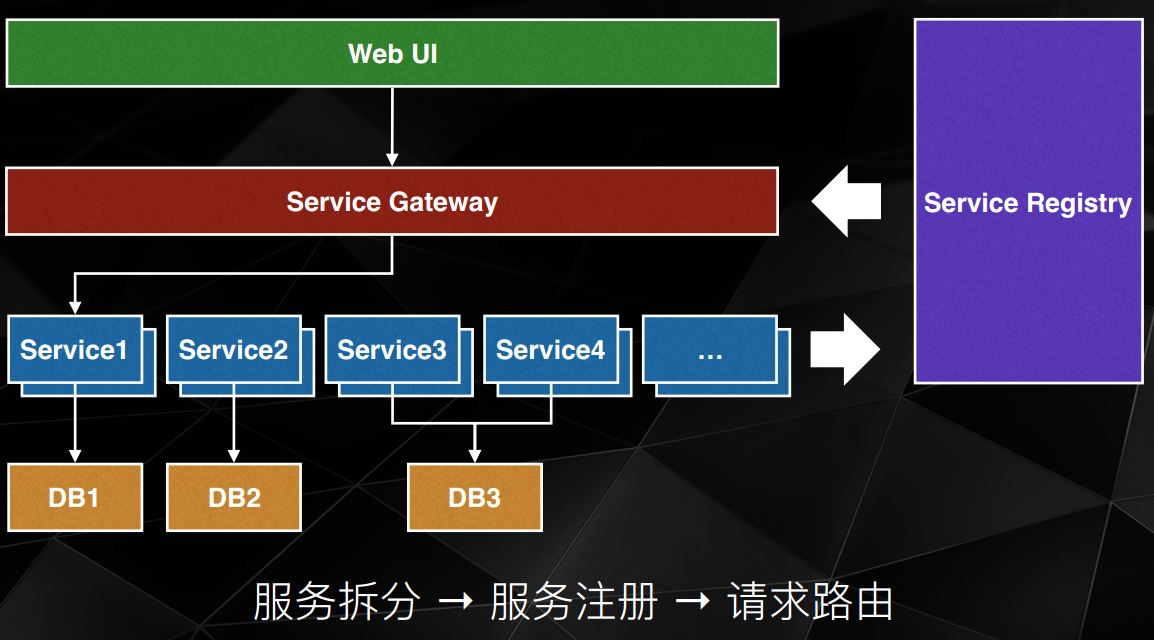 Web UI
Service Gateway
Service Registry
Service1
Service2
Service3
Service4
...
DB1
DB2
DB3
服务拆分 → 服务注册 → 请求路由